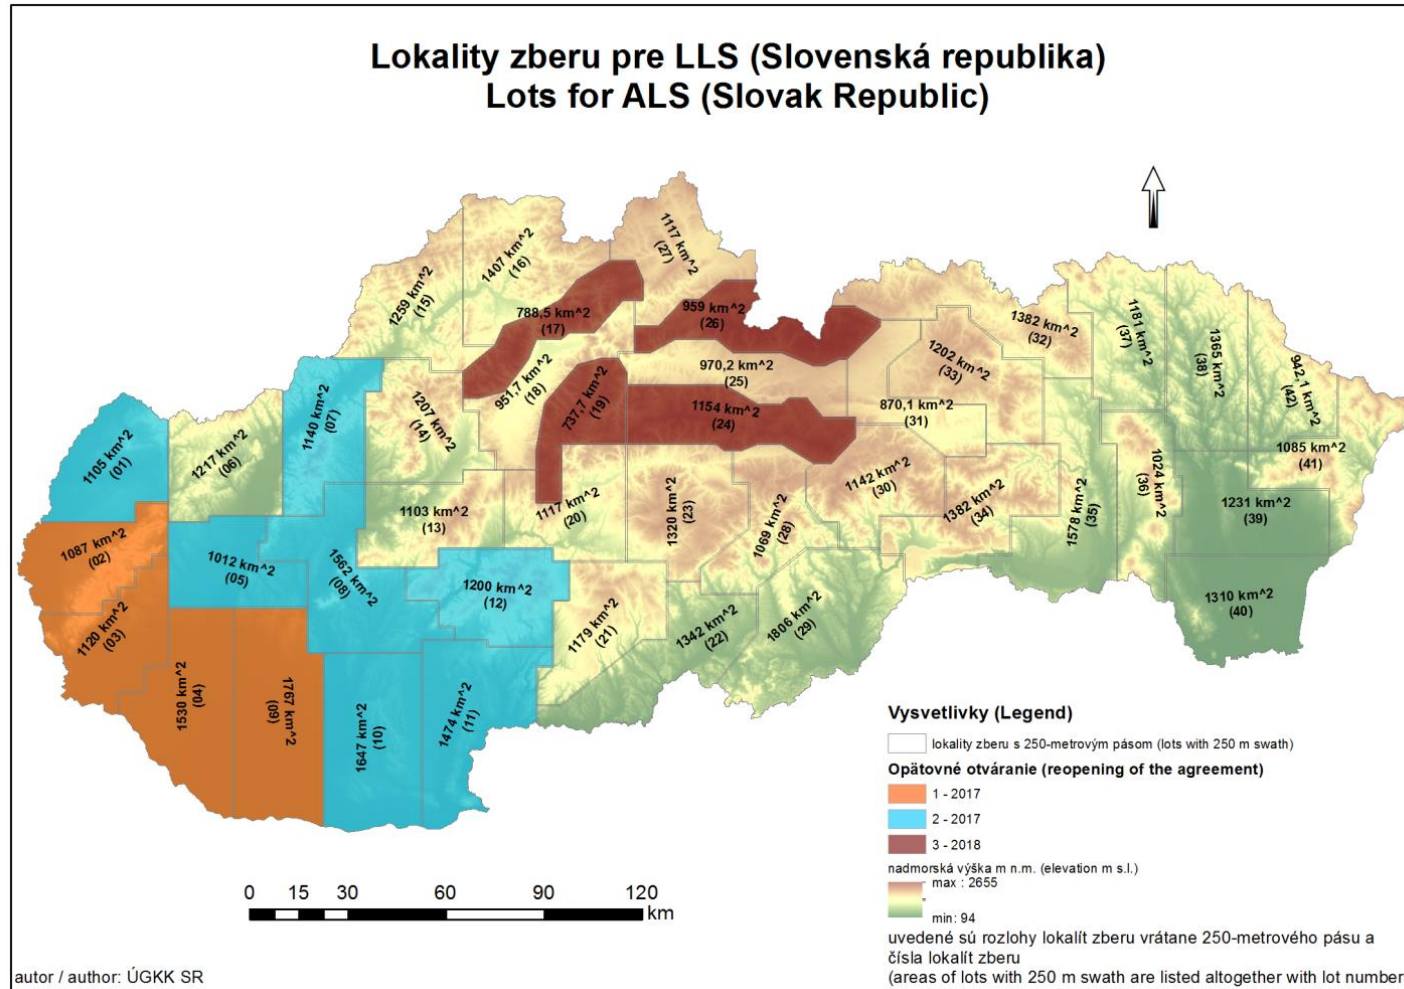 Lokality zberu pre LLS (Slovenská republika)
Lots for ALS (Slovak Republic)
1117 km^2
(27)
1407 km^2
(16)
1259 km^2
(15)
788,5 km^2
(17)
959 km^2
(26)
1382 km^2
(32)
1181 km^2
(37)
1365 km^2
(38)
942,1 km^2
(42)
1202 km^2
(33)
970,2 km^2
(25)
951,7 km^2
(18)
737,7 km^2
(19)
1154 km^2
(24)
870,1 km^2
(31)
1207 km^2
(14)
1140 km^2
(07)
1105 km^2
(01)
1217 km^2
(06)
1085 km^2
(41)
1024 km^2
(36)
1142 km^2
(30)
1382 km^2
(34)
1578 km^2
(35)
1231 km^2
(39)
1103 km^2
(13)
1117 km^2
(20)
1320 km^2
(23)
1069 km^2
(28)
1087 km^2
(02)
1012 km^2
(05)
1562 km^2
(08)
1200 km^2
(12)
1120 km^2
(03)
1179 km^2
(21)
1342 km^2
(22)
1806 km^2
(29)
1310 km^2
(40)
1530 km^2
(04)
1767 km^2
(09)
1647 km^2
(10)
1474 km^2
(11)
Vysvetlivky (Legend)
lokality zberu s 250-metrovým pásom (lots with 250 m swath)
Opätovné otváranie (reopening of the agreement)
1 - 2017
2 - 2017
3 - 2018
nadmorská výška m n.m. (elevation m s.l.)
max : 2655
min: 94
0 15 30 60 90 120
km
uvedené sú rozlohy lokalít zberu vrátane 250-metrového pásu a
čísla lokalít zberu
(areas of lots with 250 m swath are listed altogether with lot number
autor / author: ÚGKK SR